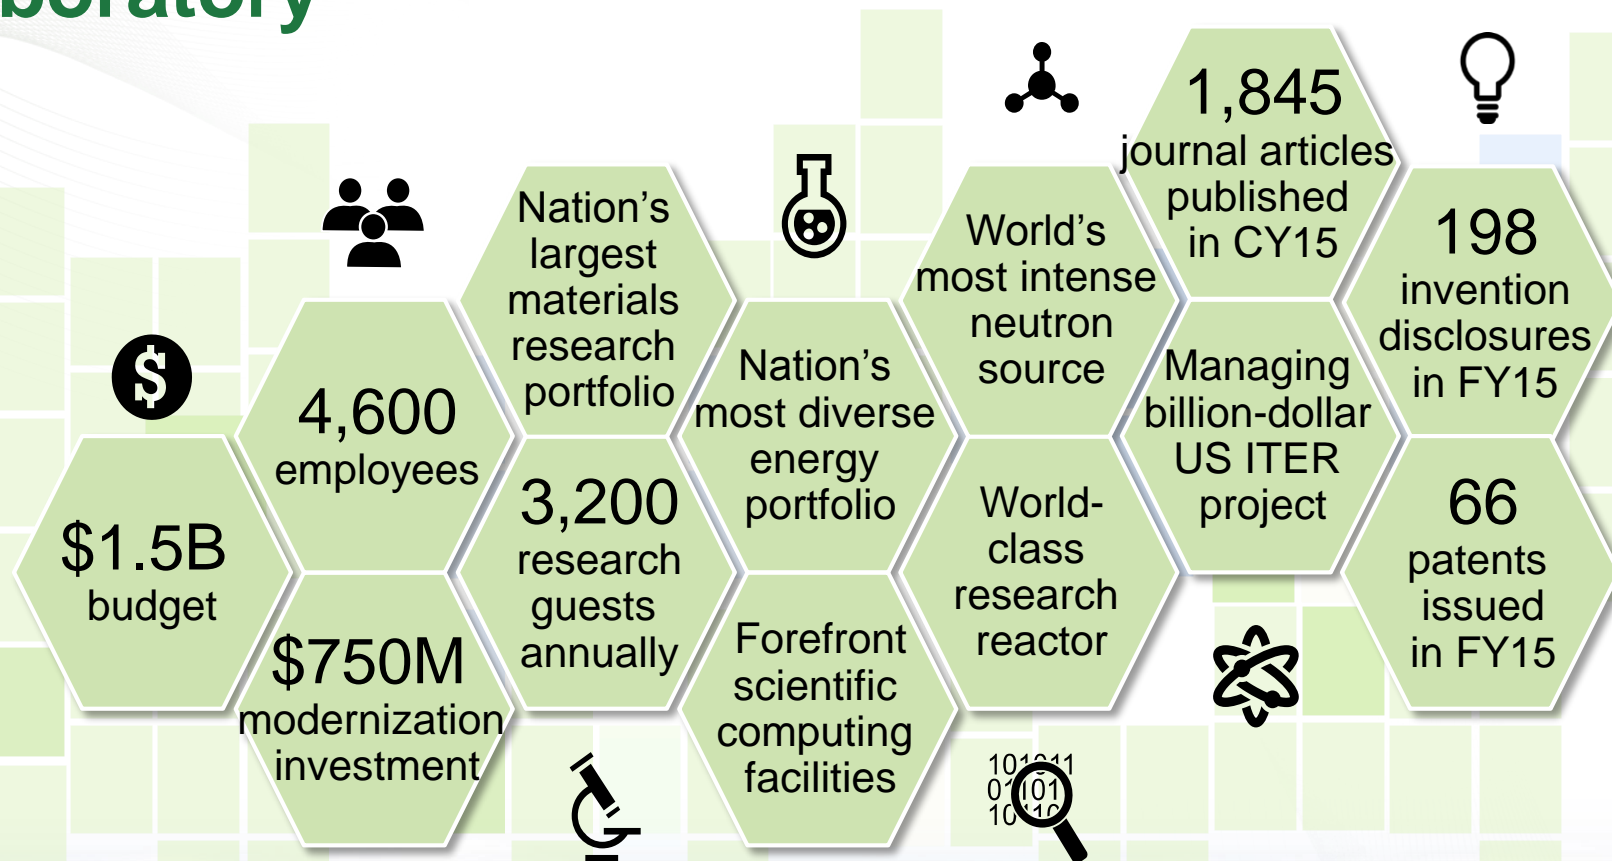 boratory
$1.5B
budget
4,600
employees
$750M
modernization
investment
Nation’s
largest
materials
research
portfolio
3,200
research
guests
annually
Nation’s
most diverse
energy
portfolio
Forefront
scientific
computing
facilities
World’s
most intense
neutron
source
World-
class
research
reactor
1,845
journal articles
published
in CY15
Managing
billion-dollar
US ITER
project
198
invention
disclosures
in FY15
66
patents
issued
in FY15